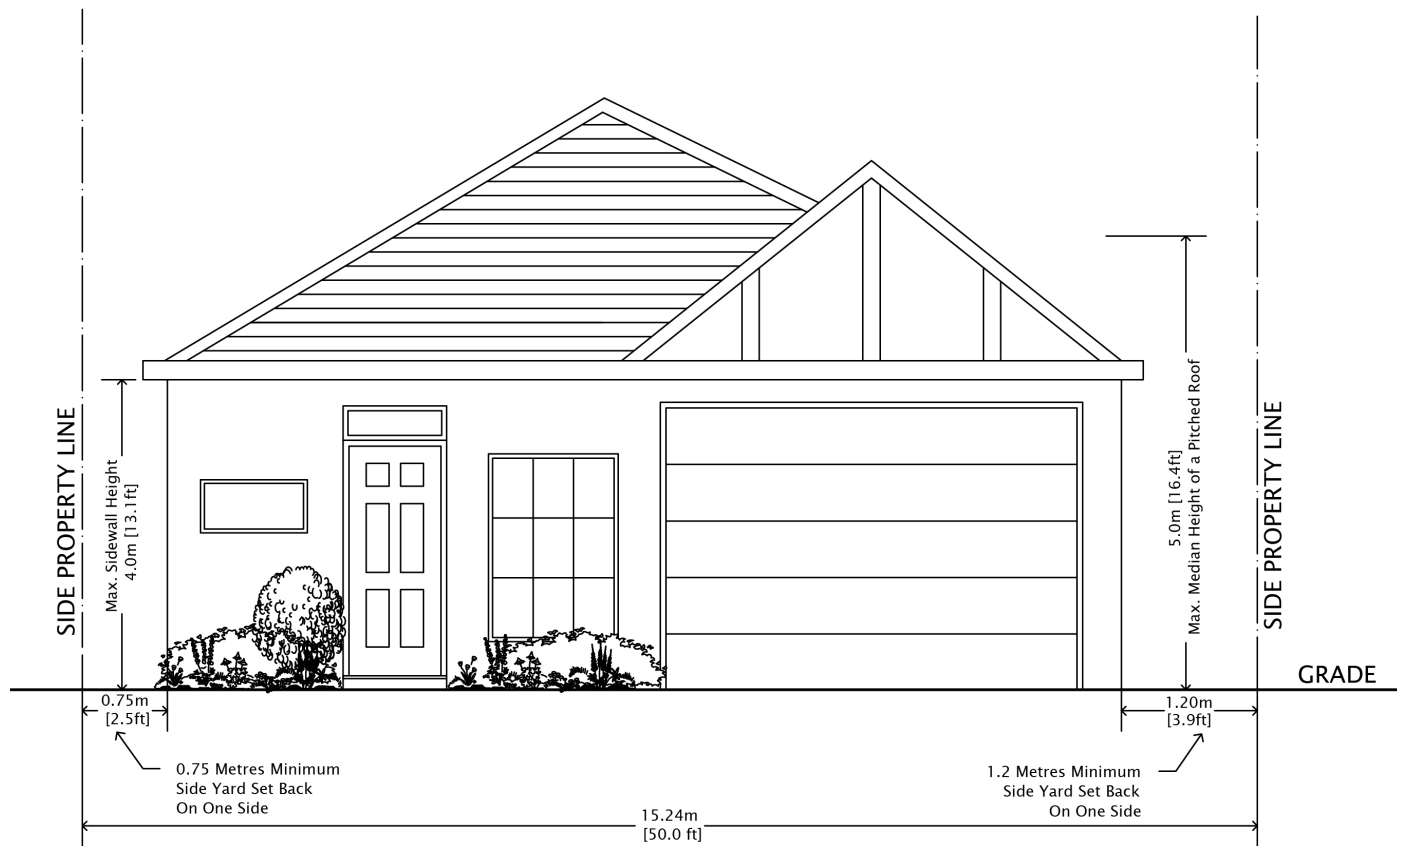 SIDE PROPERTY LINE
Max. Sidewall Height
4.0m [13.1ft]
5.0m [16.4ft]
Max. Median Height of a Pitched Roof
SIDE PROPERTY LINE
GRADE
0.75m
[2.5ft]
1.20m
[3.9ft]
0.75 Metres Minimum
Side Yard Set Back
On One Side
1.2 Metres Minimum
Side Yard Set Back
On One Side
15.24m
[50.0 ft]